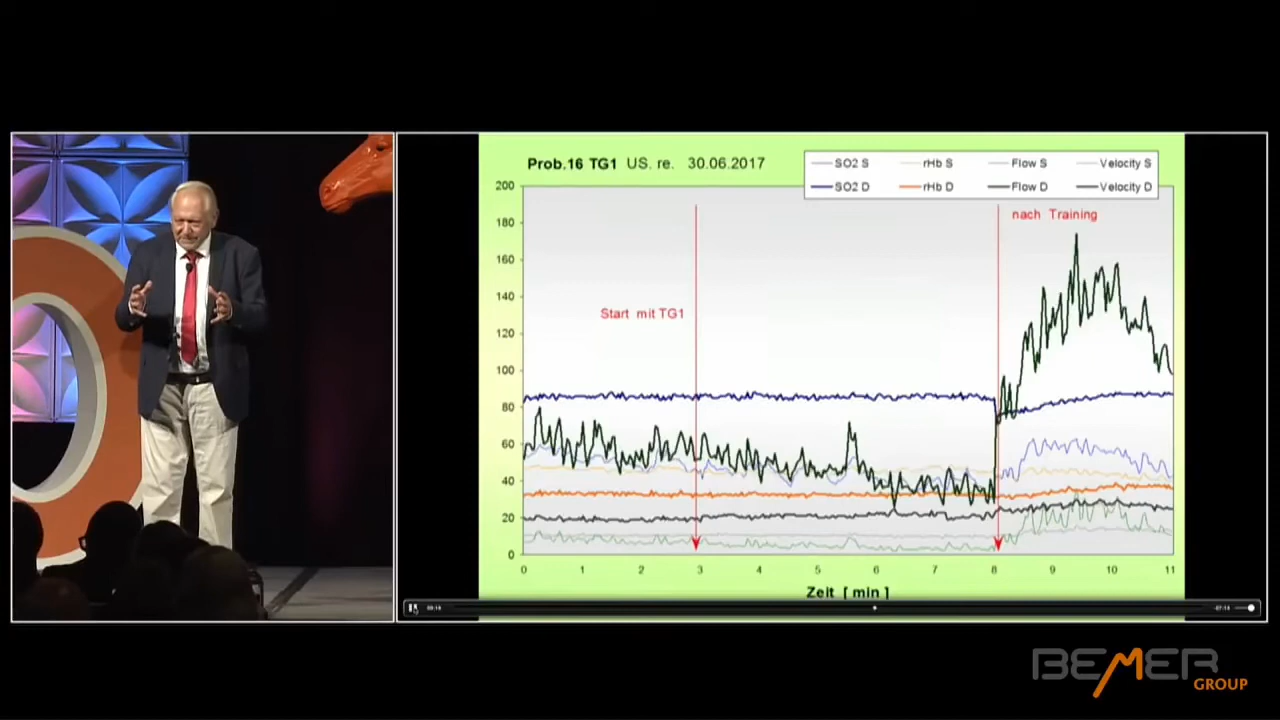 Prob.16 TG1 US. re. 30.06.2017
SO2 S rHb S Flow S Velocity S
SO2 D rHb D Flow D Velocity D
200
180
160
140
120
100
80
60
40
20
0
nach Training
Start mit TG1
0 1 2 3 4 5 6 7 8 9 10 11
Zeit [ min ]
BEMER
GROUP